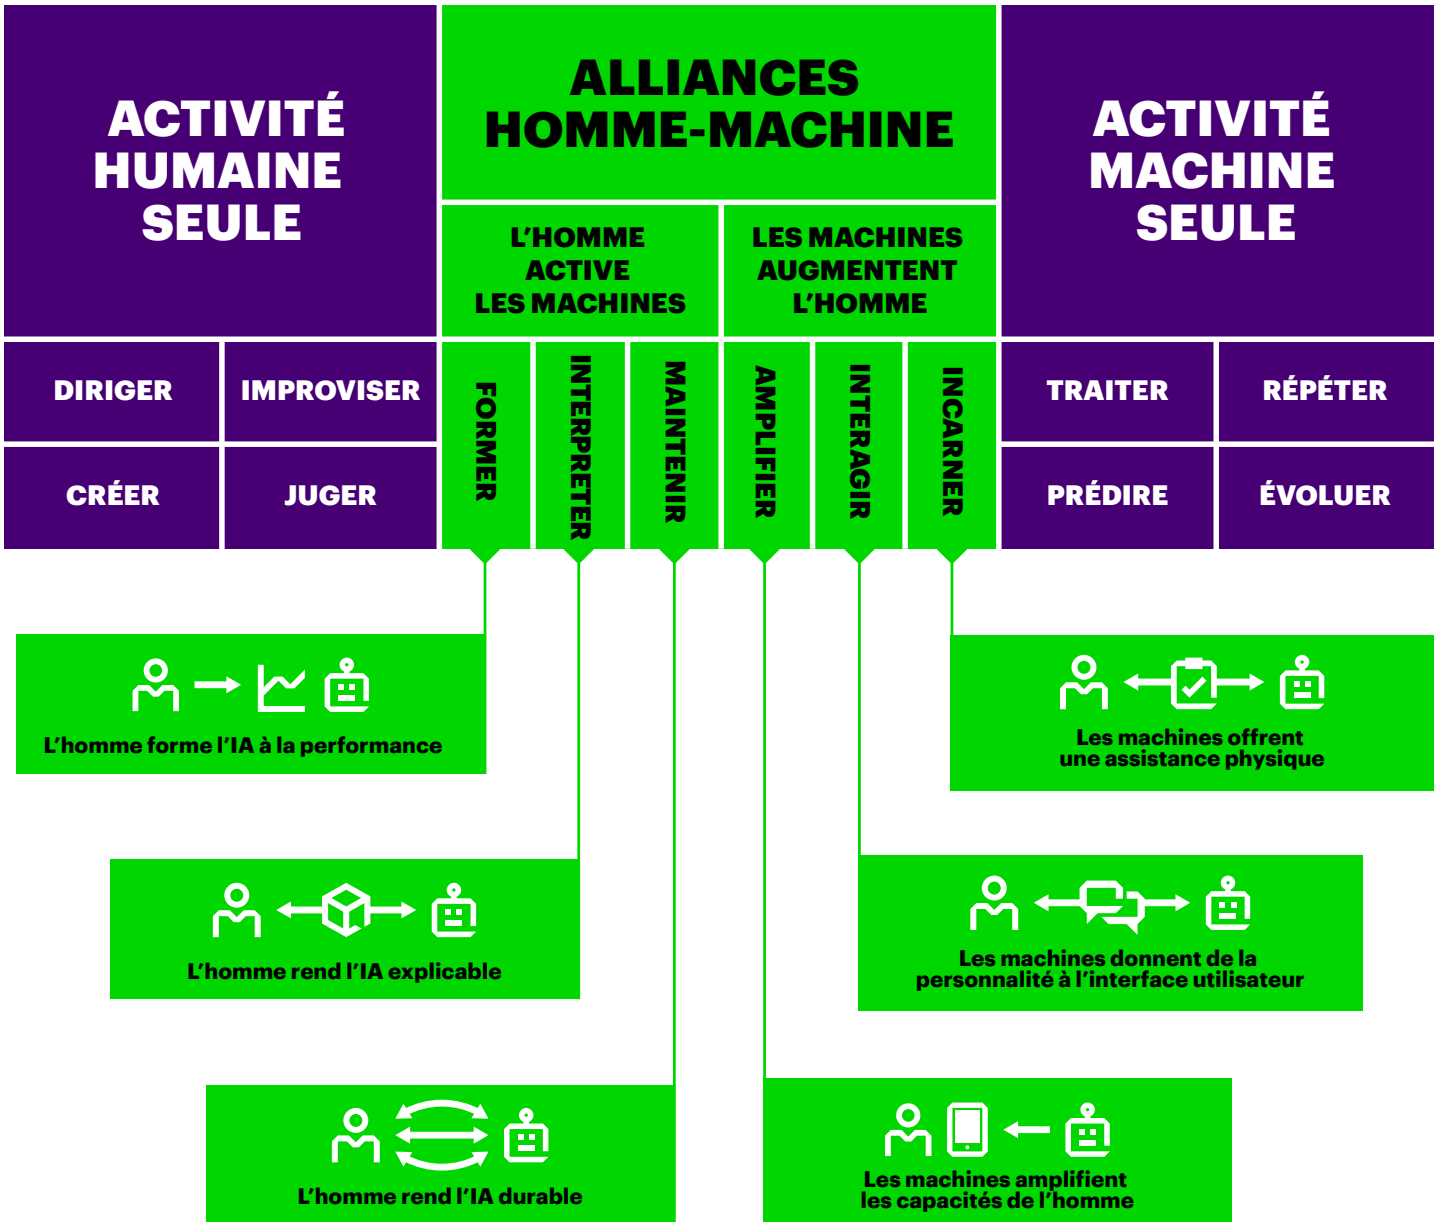 ACTIVITÉ
HUMAINE
SEULE
ALLIANCES
HOMME-MACHINE
ACTIVITÉ
MACHINE
SEULE
L'HOMME
ACTIVE
LES MACHINES
LES MACHINES
AUGMENTENT
L'HOMME
DIRIGER
IMPROVISER
CRÉER
JUGER
FORMER
INTERPRETER
MAINTENIR
AMPLIFIER
INTERAGIR
INCARNER
TRAITER
RÉPÉTER
PRÉDIRE
ÉVOLUER
L'homme forme l'IA à la performance
Les machines offrent
une assistance physique
L'homme rend l'IA explicable
Les machines donnent de la
personnalité à l'interface utilisateur
L'homme rend l'IA durable
Les machines amplifient
les capacités de l'homme